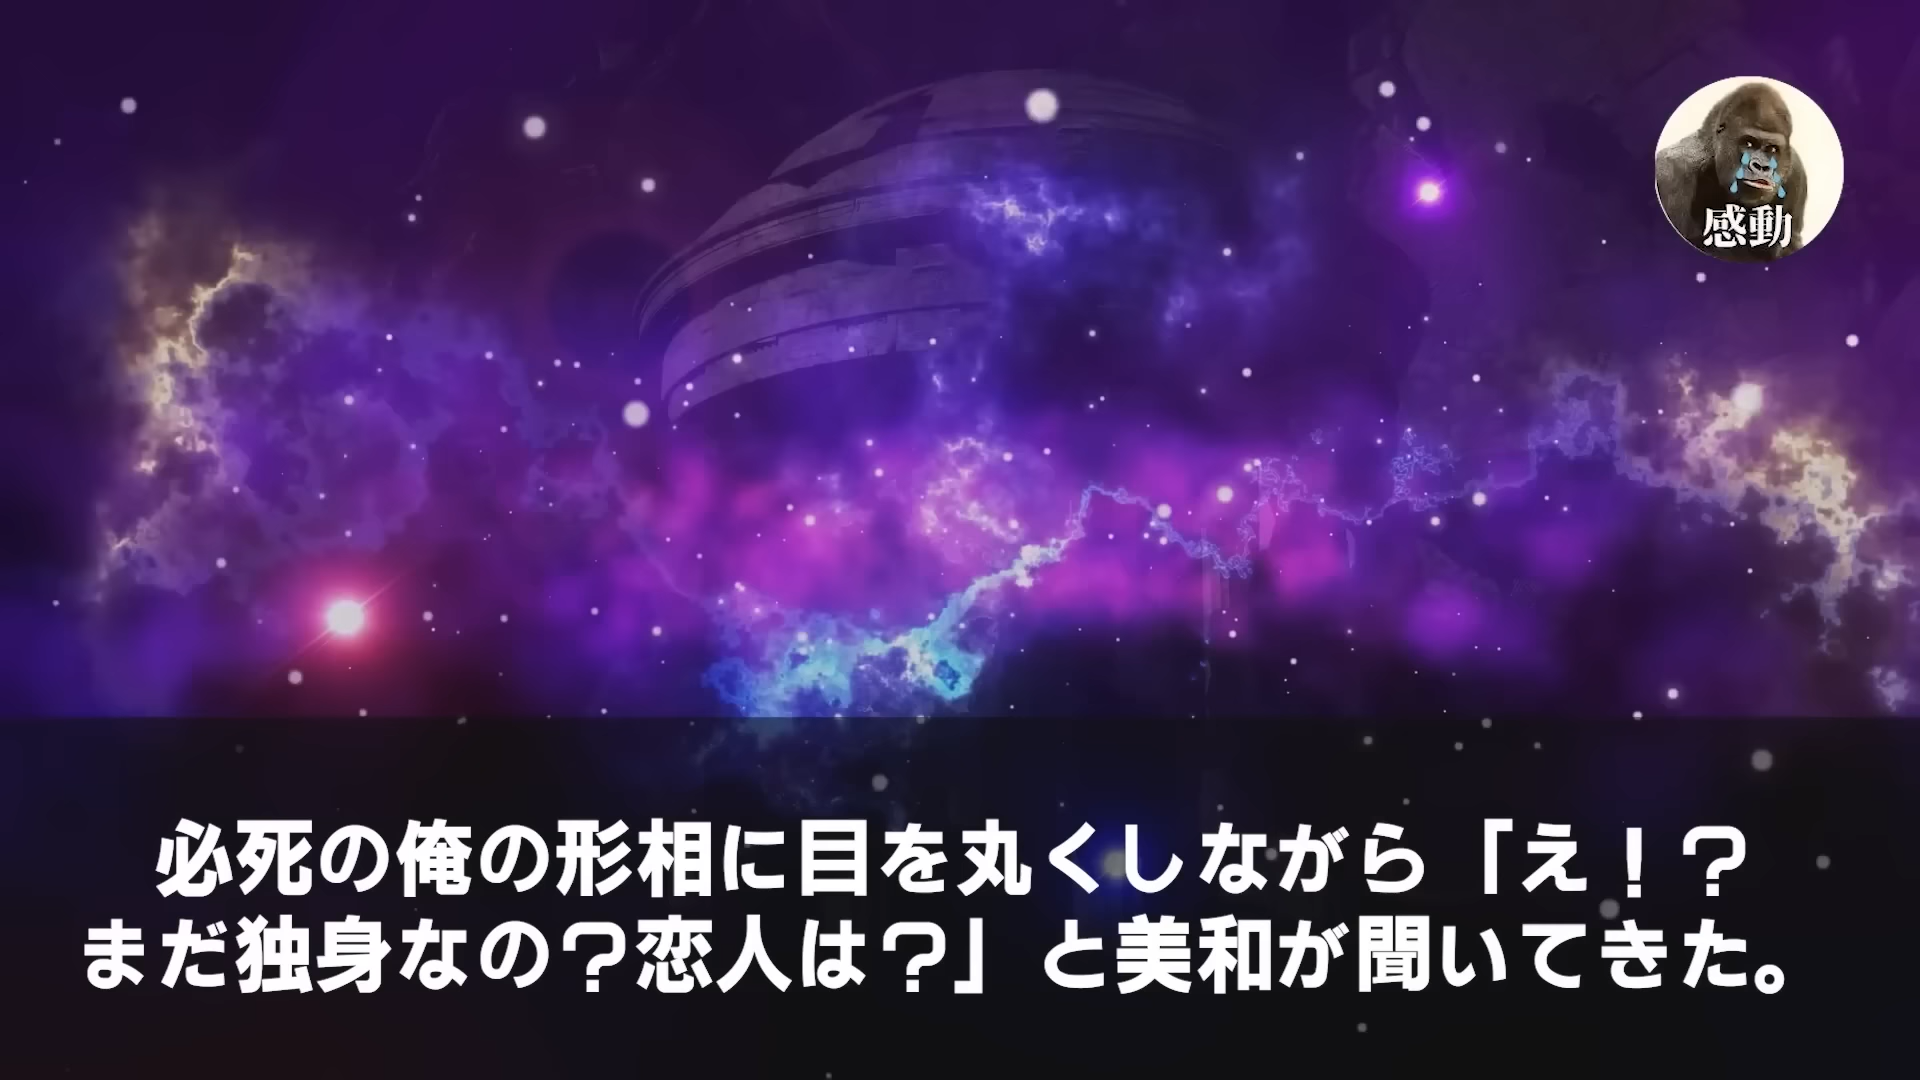 感動
必死の俺の形相に目を丸くしながら「え！？
まだ独身なの？恋人は？」と美和が聞いてきた。